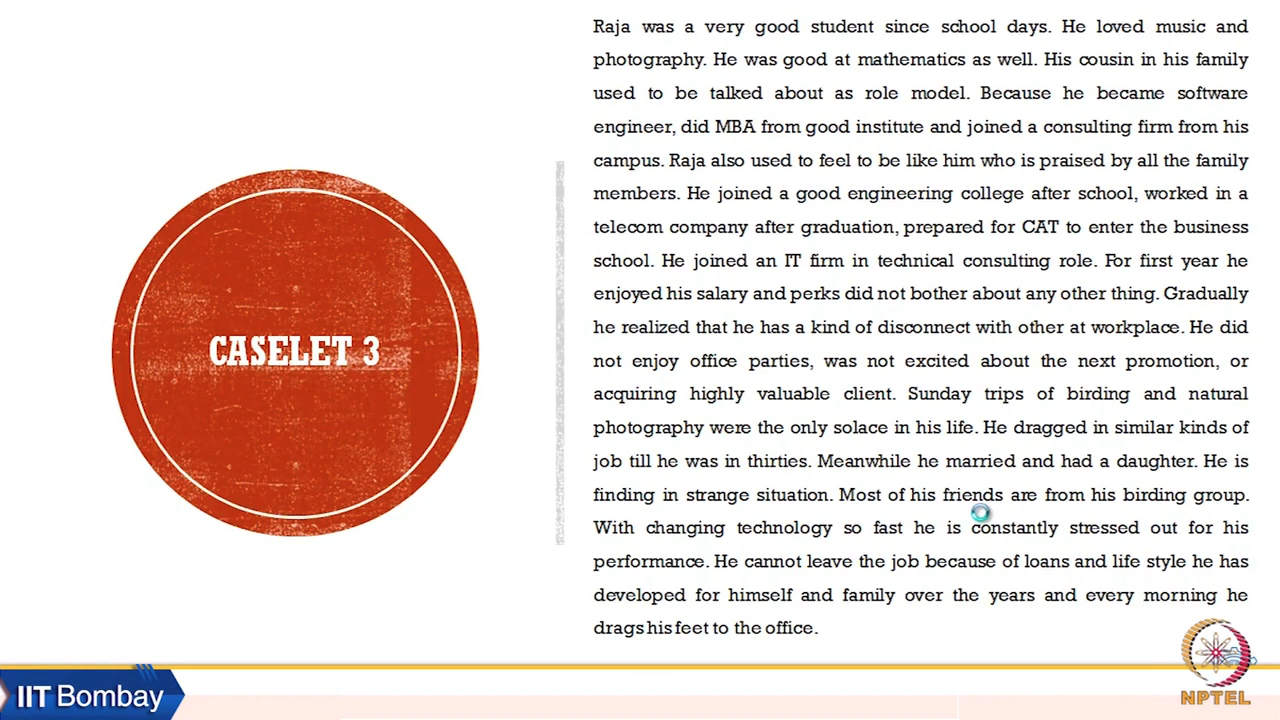 CASELET 3
Raja was a very good student since school days. He loved music and
photography. He was good at mathematics as well. His cousin in his family
used to be talked about as role model. Because he became software
engineer, did MBA from good institute and joined a consulting firm from his
campus. Raja also used to feel to be like him who is praised by all the family
members. He joined a good engineering college after school, worked in a
telecom company after graduation, prepared for CAT to enter the business
school. He joined an IT firm in technical consulting role. For first year he
enjoyed his salary and perks did not bother about any other thing. Gradually
he realized that he has a kind of disconnect with other at workplace. He did
not enjoy office parties, was not excited about the next promotion, or
acquiring highly valuable client. Sunday trips of birding and natural
photography were the only solace in his life. He dragged in similar kinds of
job till he was in thirties. Meanwhile he married and had a daughter. He is
finding in strange situation. Most of his friends are from his birding group.
With changing technology so fast he is constantly stressed out for his
performance. He cannot leave the job because of loans and life style he has
developed for himself and family over the years and every morning he
drags his feet to the office.
IIT Bombay
NPTEL